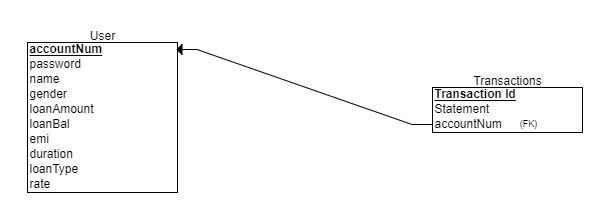 User
accountNum
password
name
gender
loanAmount
loanBal
emi
duration
loanType
rate
Transactions
Transaction Id
Statement
accountNum (FK)